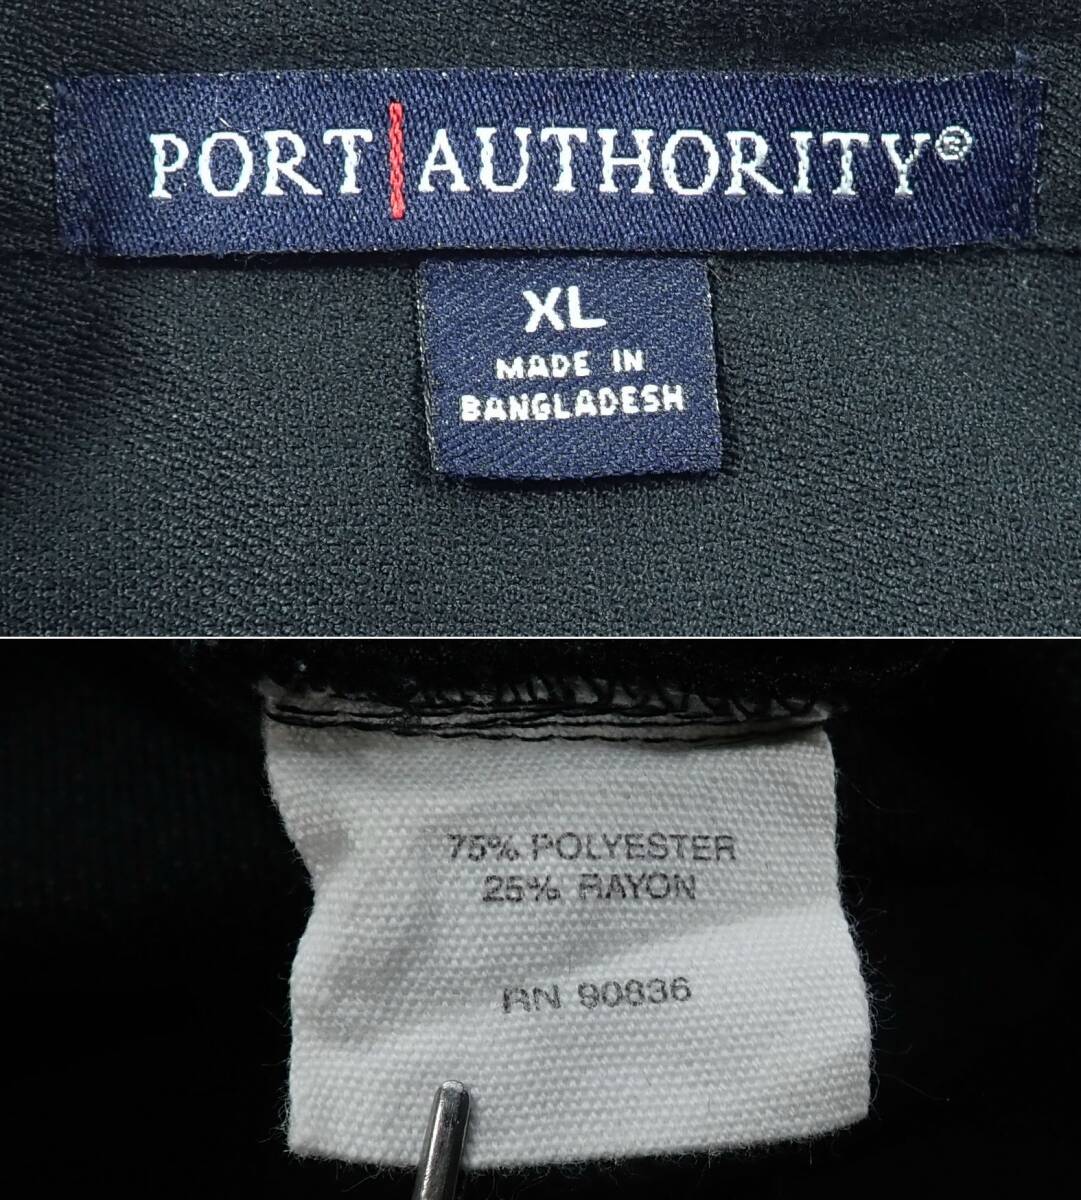 PORT AUTHORITY®
XL
MADE IN
BANGLADESH
75% POLYESTER
25% RAYON
RN 90836